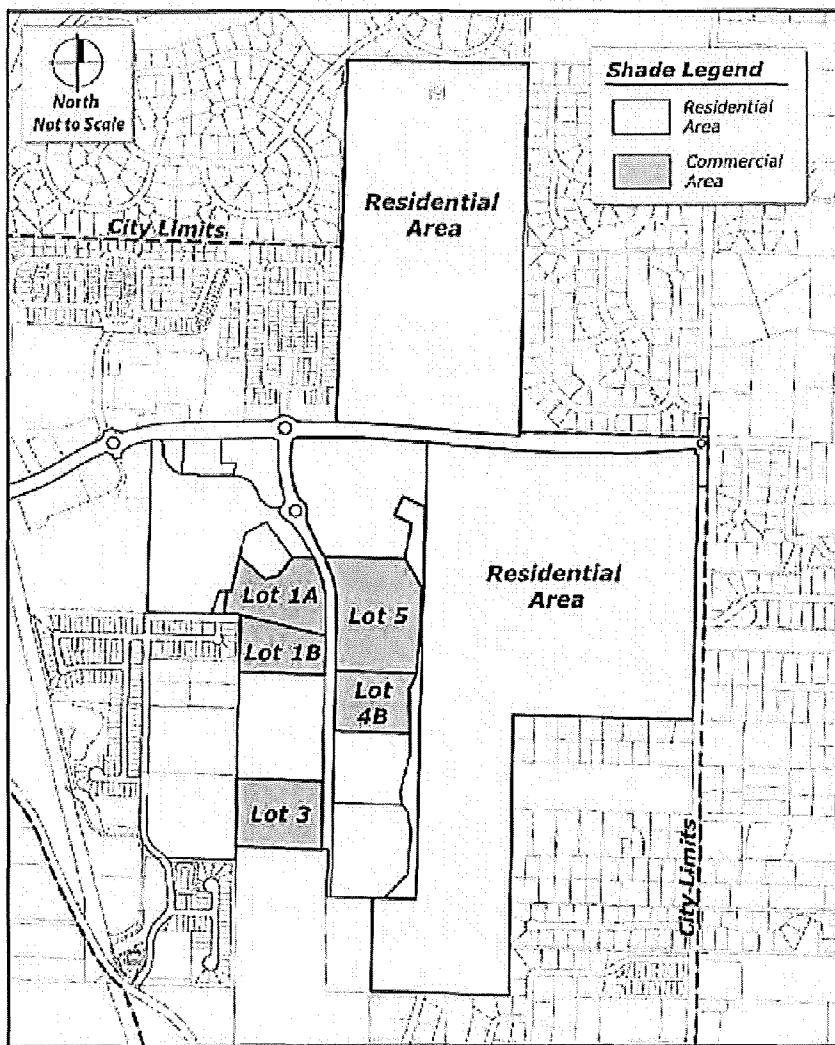 North
Not to Scale
Shade Legend
Residential
Area
Commercial
Area
Residential
Area
City Limits
Lot 1A
Lot 5
Residential
Area
Lot 1B
Lot
4B
Lot 3
City Limits